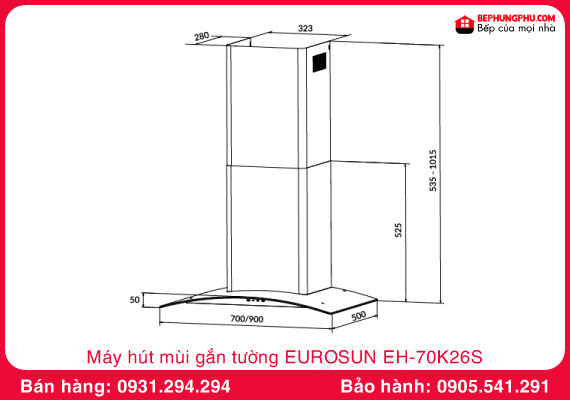 BEPHUNGPHU.COM
Bếp của mọi nhà
280
323
535 - 1015
525
50
700/900
500
Máy hút mùi gắn tường EUROSUN EH-70K26S
Bán hàng: 0931.294.294
Bảo hành: 0905.541.291